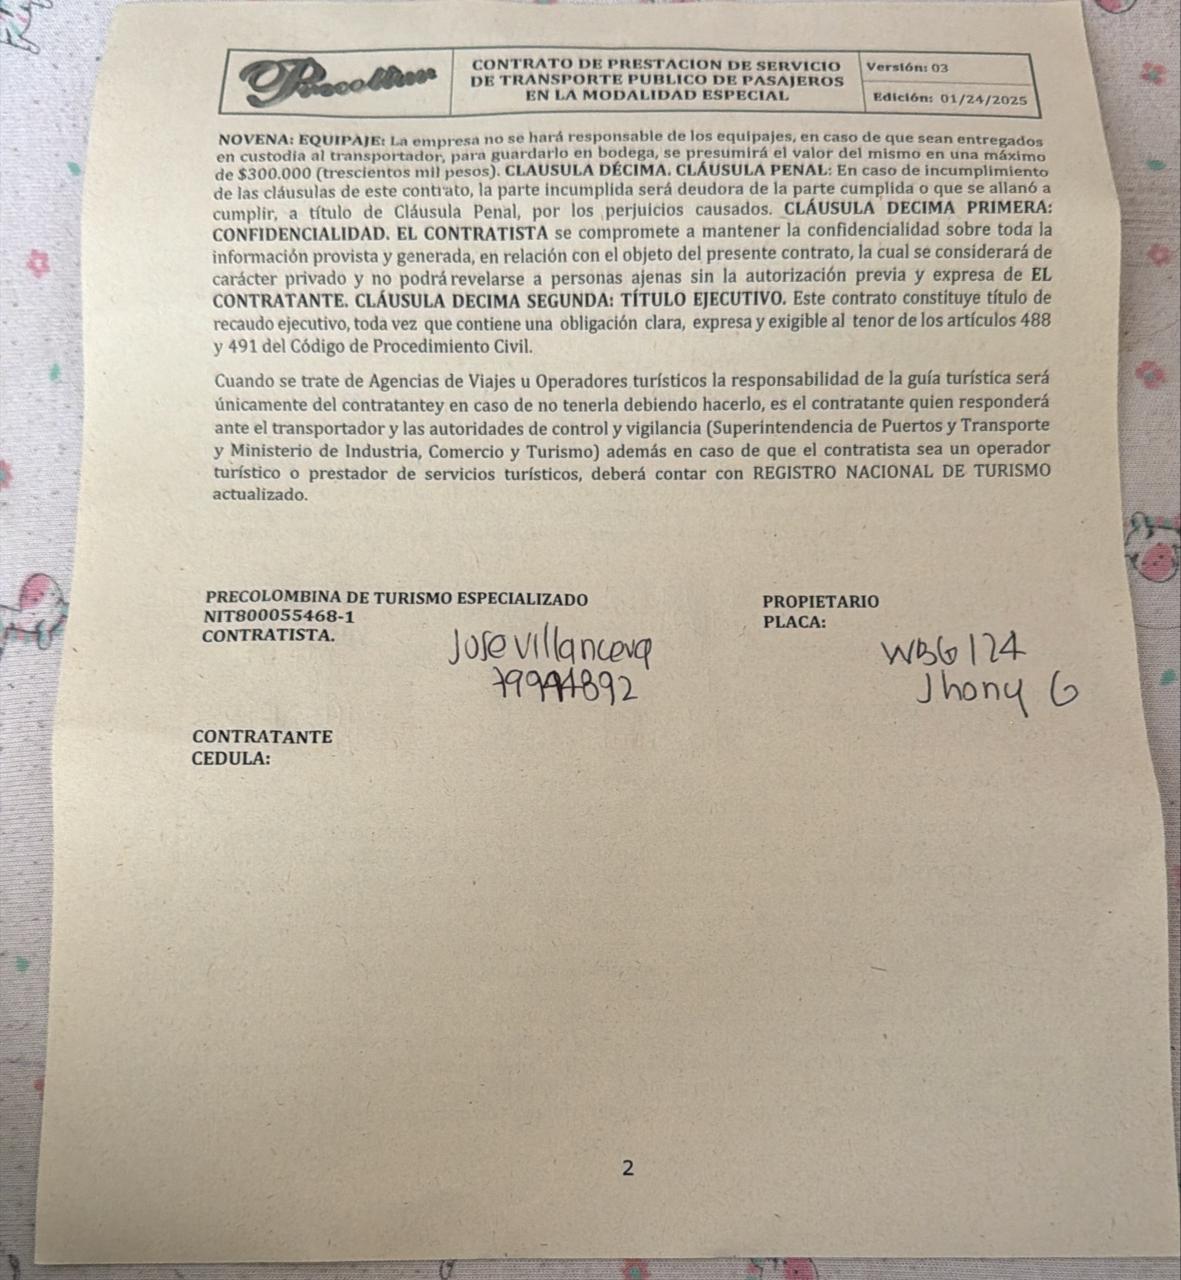 Precolbina
CONTRATO DE PRESTACION DE SERVICIO
DE TRANSPORTE PUBLICO DE PASAJEROS
EN LA MODALIDAD ESPECIAL
Versión: 03
Edición: 01/24/2025
NOVENA: EQUIPAJE: La empresa no se hará responsable de los equipajes, en caso de que sean entregados
en custodia al transportador, para guardarlo en bodega, se presumirá el valor del mismo en una máximo
de $300.000 (trescientos mil pesos). CLAUSULA DÉCIMA. CLÁUSULA PENAL: En caso de incumplimiento
de las cláusulas de este contrato, la parte incumplida será deudora de la parte cumplida o que se allanó a
cumplir, a título de Cláusula Penal, por los perjuicios causados. CLÁUSULA DECIMA PRIMERA:
CONFIDENCIALIDAD. EL CONTRATISTA se compromete a mantener la confidencialidad sobre toda la
información provista y generada, en relación con el objeto del presente contrato, la cual se considerará de
carácter privado y no podrá revelarse a personas ajenas sin la autorización previa y expresa de EL
CONTRATANTE. CLÁUSULA DECIMA SEGUNDA: TÍTULO EJECUTIVO. Este contrato constituye título de
recaudo ejecutivo, toda vez que contiene una obligación clara, expresa y exigible al tenor de los artículos 488
y 491 del Código de Procedimiento Civil.
Cuando se trate de Agencias de Viajes u Operadores turísticos la responsabilidad de la guía turística será
únicamente del contratantey en caso de no tenerla debiendo hacerlo, es el contratante quien responderá
ante el transportador y las autoridades de control y vigilancia (Superintendencia de Puertos y Transporte
y Ministerio de Industria, Comercio y Turismo) además en caso de que el contratista sea un operador
turístico o prestador de servicios turísticos, deberá contar con REGISTRO NACIONAL DE TURISMO
actualizado.
PRECOLOMBINA DE TURISMO ESPECIALIZADO
NIT800055468-1
CONTRATISTA.
Jose Villanceva
79994892
PROPIETARIO
PLACA:
WBG124
Jhony G
CONTRATANTE
CEDULA:
2